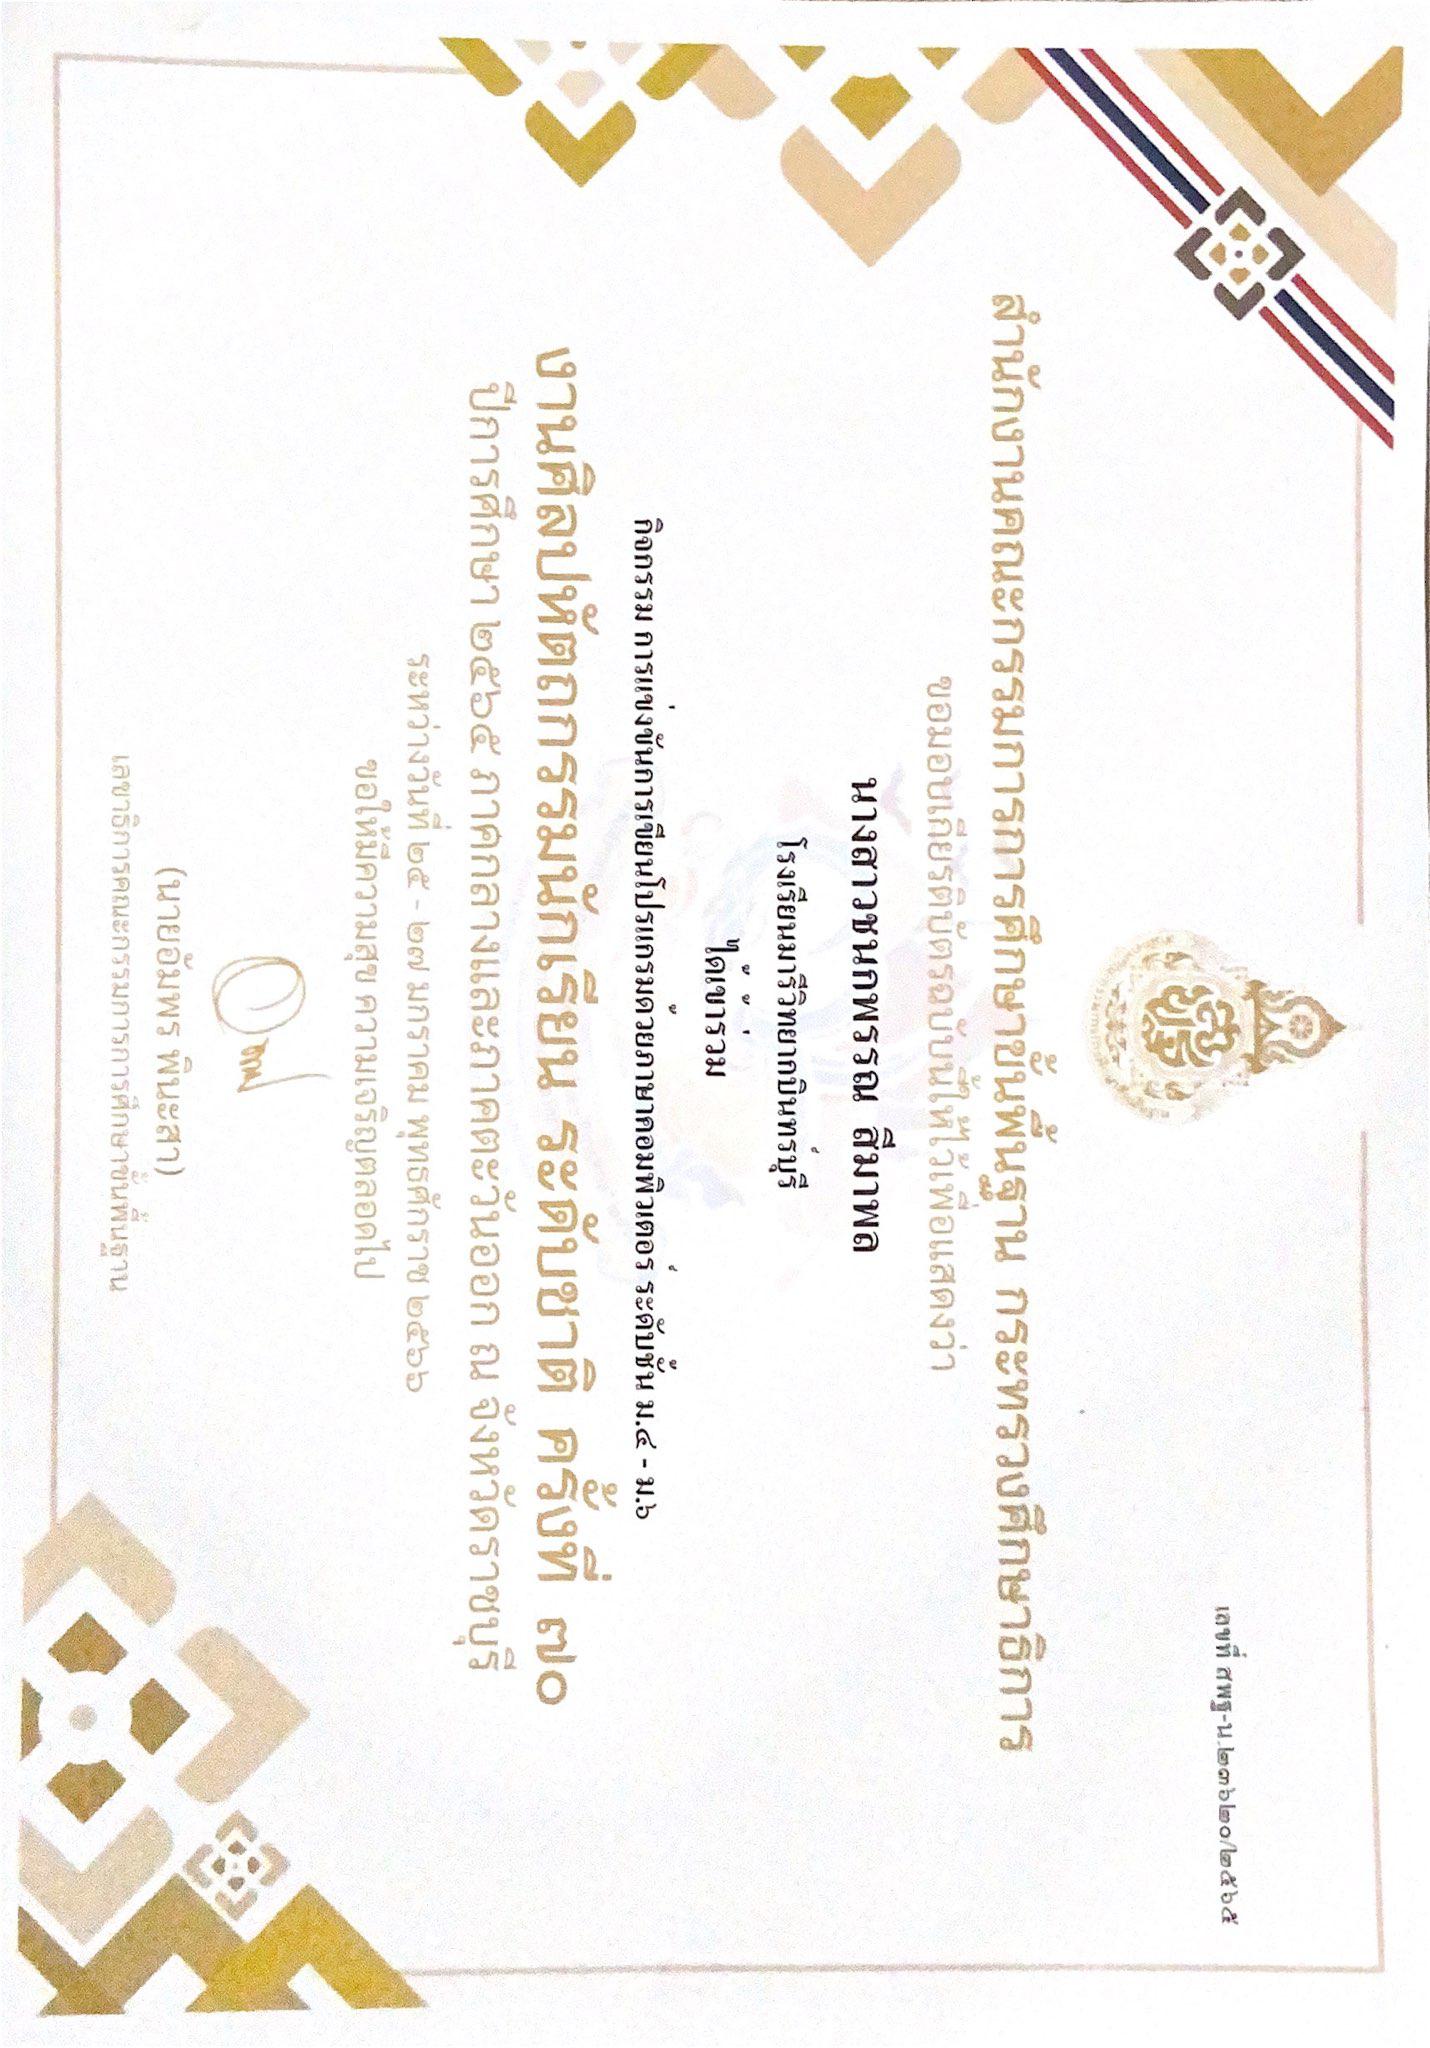 เลขที่ สพฐ-น.๒๓๖๒๐/๒๕๖๕
สพฐ
สำนักงานคณะกรรมการการศึกษาขั้นพื้นฐาน กระทรวงศึกษาธิการ
ขอมอบเกียรติบัตรฉบับนี้ให้ไว้เพื่อแสดงว่า
นางสาวชนกพรรณ สีมาพล
โรงเรียนมารีวิทยากบินทร์บุรี
ได้เข้าร่วม
กิจกรรม การแข่งขันการเขียนโปรแกรมด้วยภาษาคอมพิวเตอร์ ระดับชั้น ม.๔ - ม.๖
งานศิลปหัตถกรรมนักเรียน ระดับชาติ ครั้งที่ ๗๐
ปีการศึกษา ๒๕๖๕ ภาคกลางและภาคตะวันออก ณ จังหวัดราชบุรี
ระหว่างวันที่ ๒๕ - ๒๗ มกราคม พุทธศักราช ๒๕๖๖
ขอให้มีความสุข ความเจริญตลอดไป
(นายอัมพร พินะสา)
เลขาธิการคณะกรรมการการศึกษาขั้นพื้นฐาน